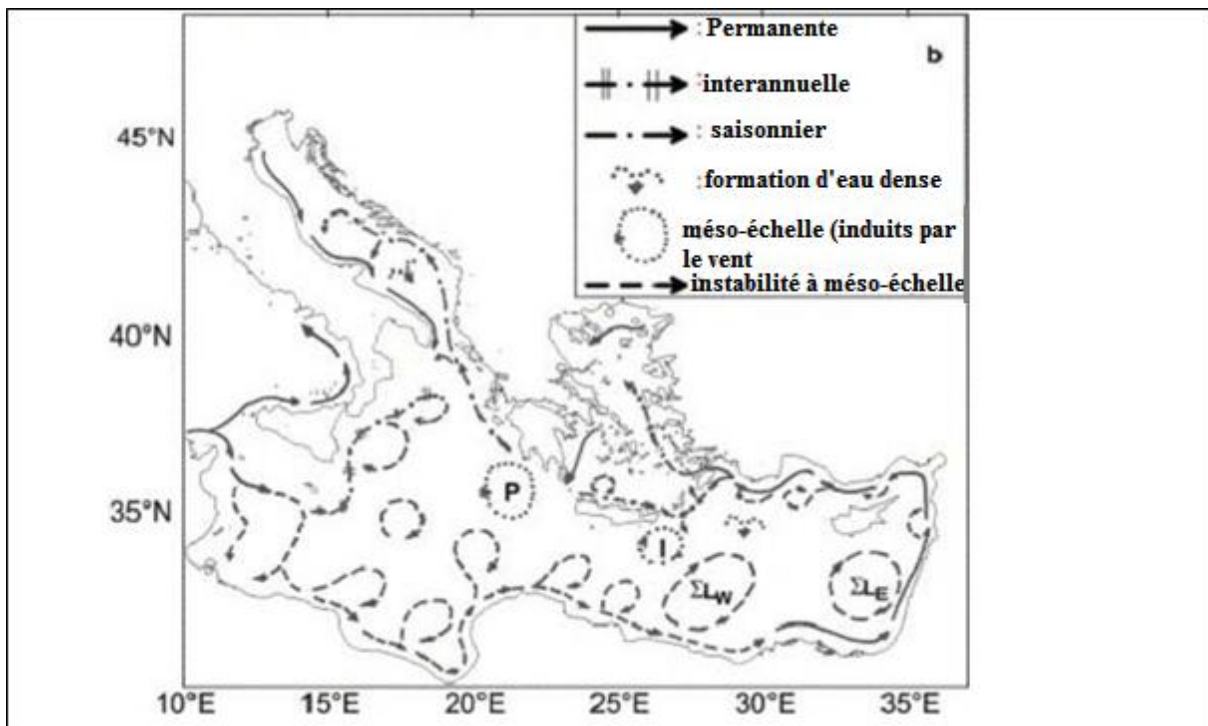 : Permanente
b
:interannuelle
: saisonnier
:formation d'eau dense
méso-échelle (induits par
le vent
:instabilité à méso-échelle
45°N
40°N
35°N
P
I
ΣLW
ΣLE
10°E 15°E 20°E 25°E 30°E 35°E